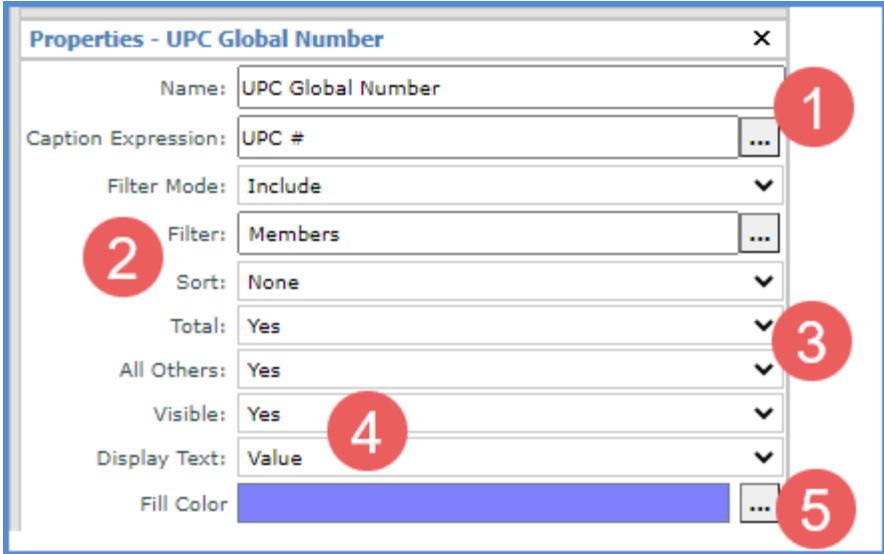 Properties - UPC Global Number
Name: UPC Global Number
1
Caption Expression: UPC # ...
Filter Mode: Include
2
Filter: Members ...
Sort: None
Total: Yes
3
All Others: Yes
Visible: Yes
4
Display Text: Value
Fill Color ...
5